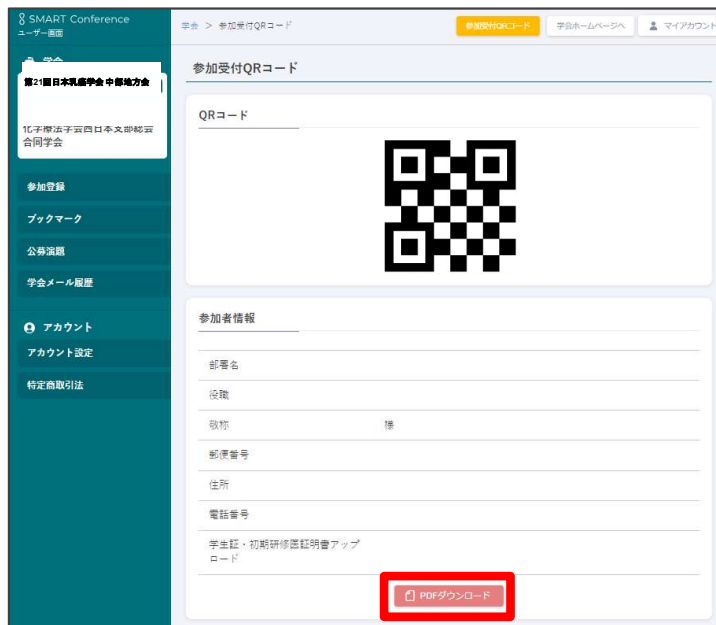 SMART Conference
ユーザー画面
学会 > 参加受付QRコード
参加受付QRコード
学会ホームページへ
マイアカウント
学会
第21回日本乳癌学会 中部地方会
化学療法学会西日本支部総会
合同学会
参加登録
ブックマーク
公募演題
学会メール履歴
アカウント
アカウント設定
特定商取引法
参加受付QRコード
QRコード
参加者情報
部署名
役職
敬称 様
郵便番号
住所
電話番号
学生証・初期研修医証明書アップ
ロード
PDFダウンロード